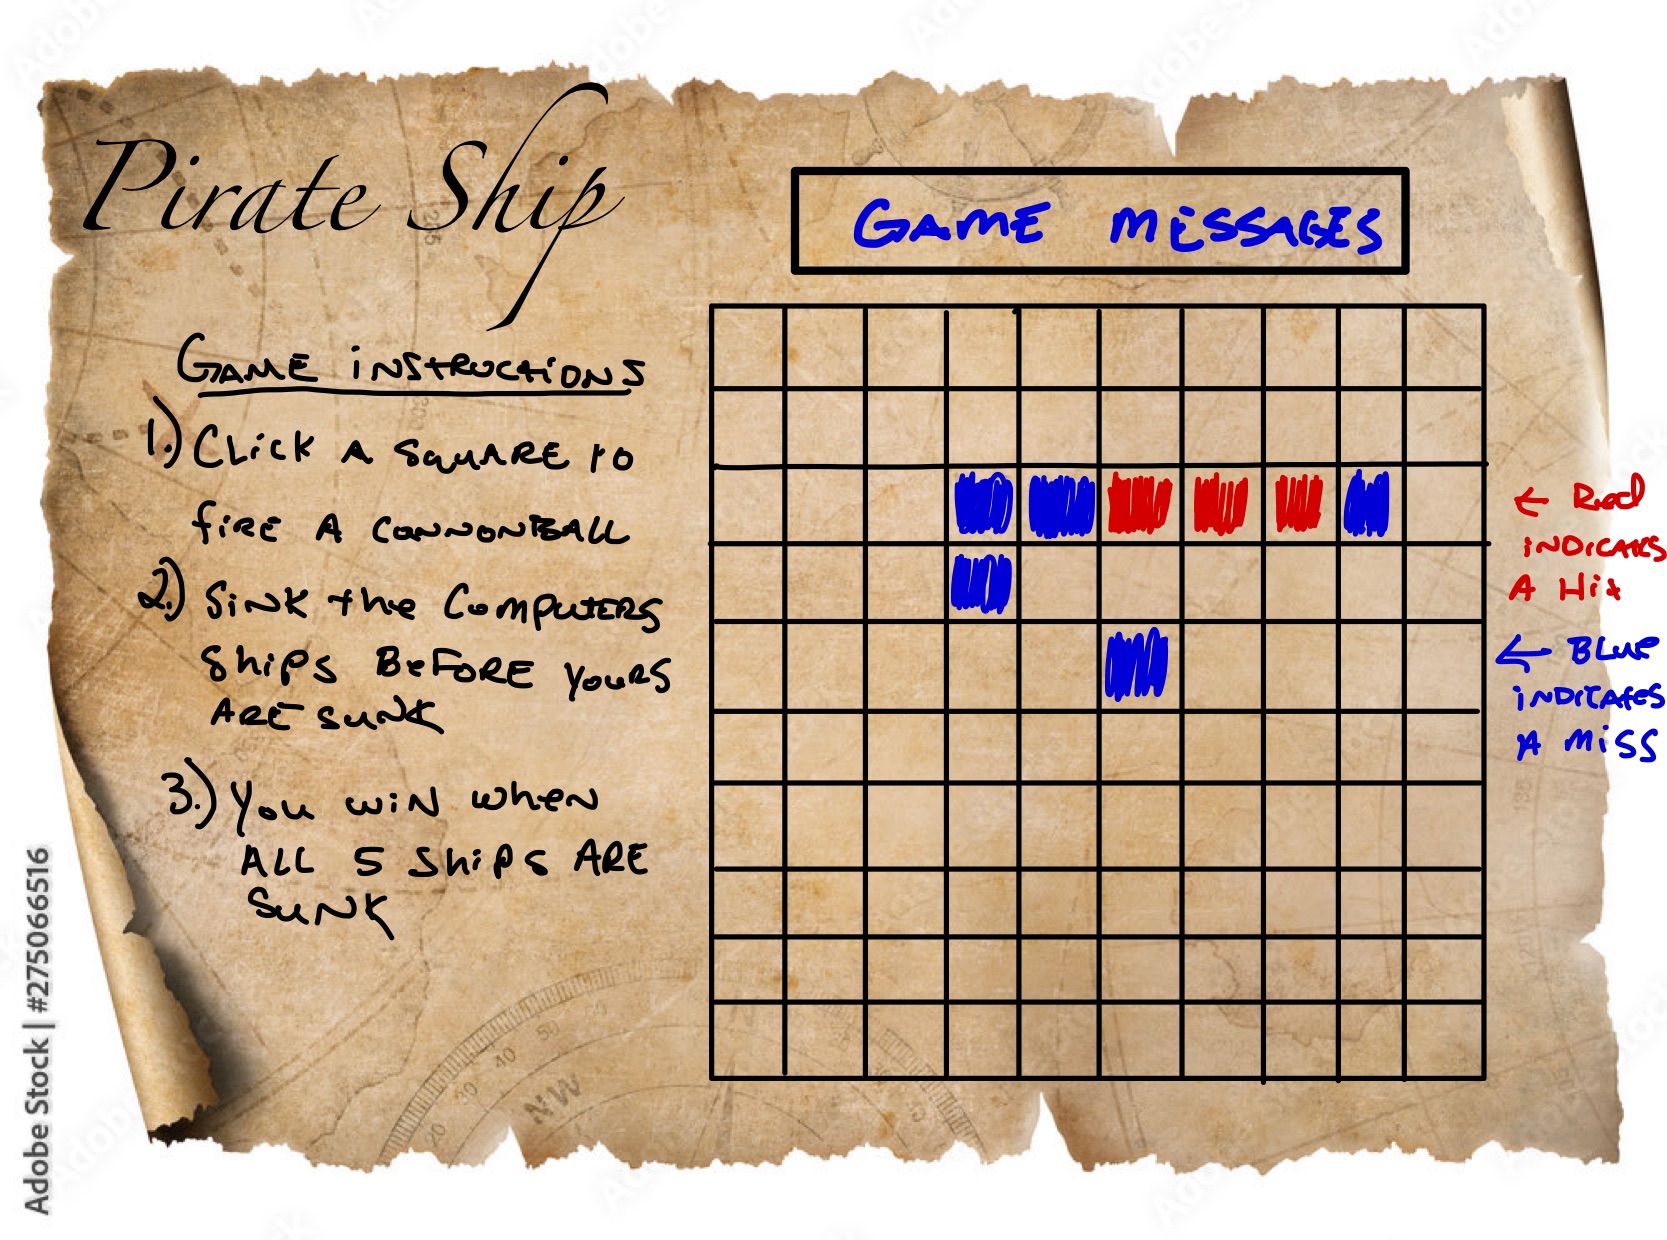 Pirate Ship
GAME MESSAGES
GAME iNSTRUCTIONS
1.) CLiCK A SQUARE to
fiRE A CANNONBALL
2.) SiNK the COMPUTERS
ShiPS BEFORE YOURS
ARE SUNK
3.) You wiN wheN
ALL 5 ShiPS ARE
SUNK
← Red
iNDICATES
A Hit
← BLUE
iNDICATES
A MiSS
Adobe Stock | #275066516